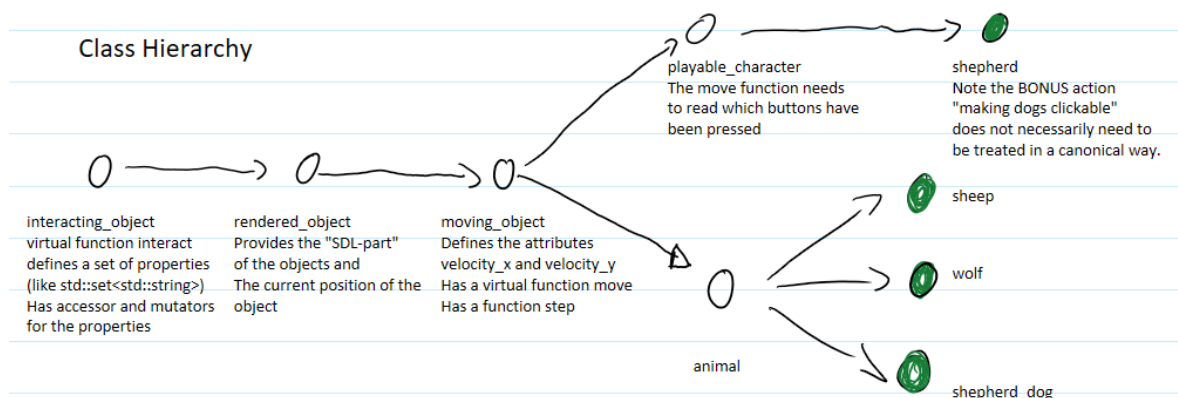 Class Hierarchy
playable_character
The move function needs
to read which buttons have
been pressed
shepherd
Note the BONUS action
"making dogs clickable"
does not necessarily need to
be treated in a canonical way.
interacting_object
virtual function interact
defines a set of properties
(like std::set<std::string>)
Has accessor and mutators
for the properties
rendered_object
Provides the "SDL-part"
of the objects and
The current position of the
object
moving_object
Defines the attributes
velocity_x and velocity_y
Has a virtual function move
Has a function step
sheep
wolf
animal
shepherd_dog